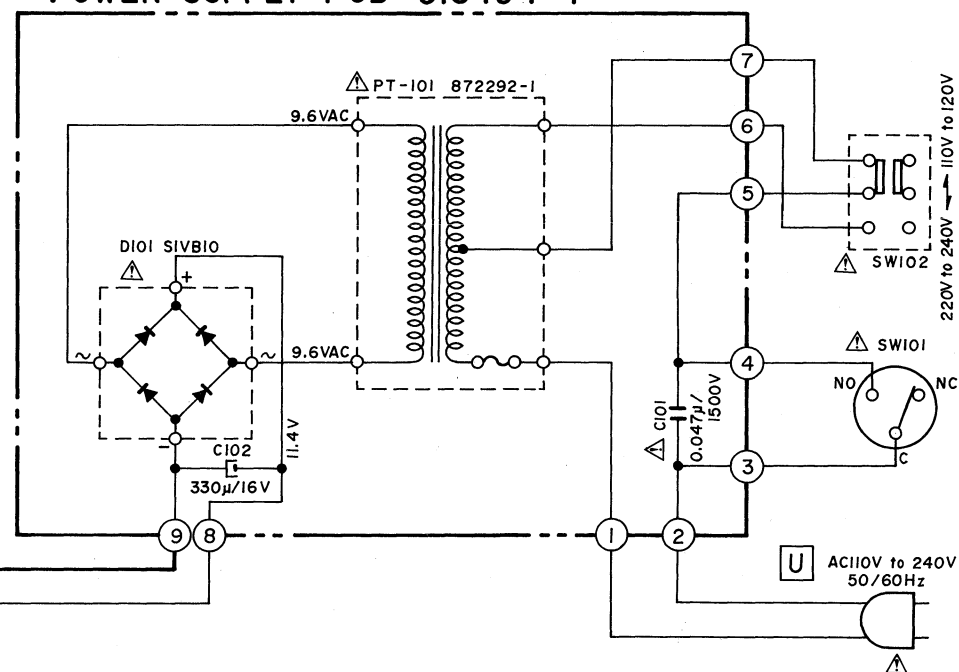 7
PT-101 872292-1
9.6VAC
6
5
110V to 120V
220V to 240V
D101 S1VB10
+
SW102
~
~
9.6VAC
4
SW101
NO
NC
C101
0.047µ/
1500V
11.4V
−
C102
330µ/16V
3
C
9
8
1
2
U
AC110V to 240V
50/60Hz